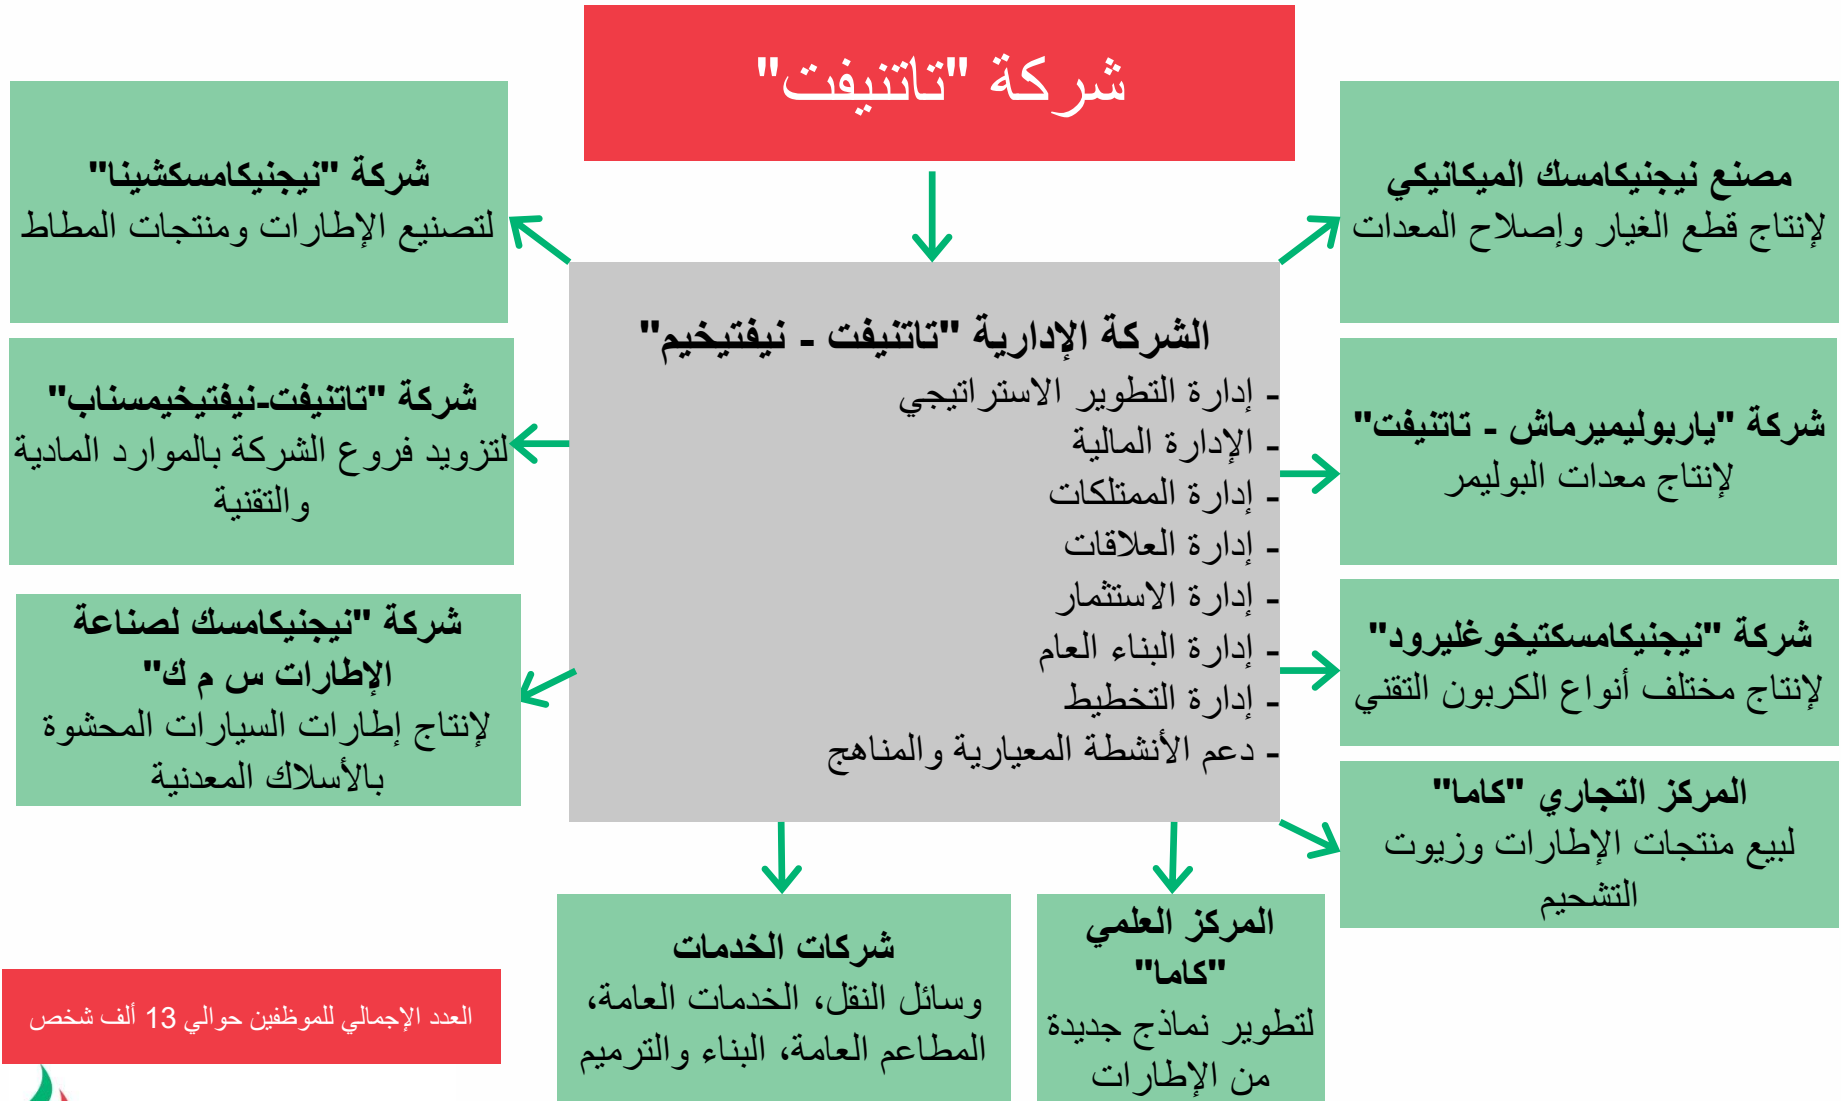 شركة "تاتنيفت"
مصنع نيجنيكامسك الميكانيكي
لإنتاج قطع الغيار وإصلاح المعدات
شركة "نيجنيكامسكشينا"
لتصنيع الإطارات ومنتجات المطاط
الشركة الإدارية "تاتنيفت - نيفتيخيم"
- إدارة التطوير الاستراتيجي
- الإدارة المالية
- إدارة الممتلكات
- إدارة العلاقات
- إدارة الاستثمار
- إدارة البناء العام
- إدارة التخطيط
- دعم الأنشطة المعيارية والمناهج
شركة "ياربوليميرماش - تاتنيفت"
لإنتاج معدات البوليمر
شركة "تاتنيفت-نيفتيخيمسناب"
لتزويد فروع الشركة بالموارد المادية
والتقنية
شركة "نيجنيكامسكتيخوغليرود"
لإنتاج مختلف أنواع الكربون التقني
شركة "نيجنيكامسك لصناعة
الإطارات س م ك"
لإنتاج إطارات السيارات المحشوة
بالأسلاك المعدنية
المركز التجاري "كاما"
لبيع منتجات الإطارات وزيوت
التشحيم
المركز العلمي
"كاما"
لتطوير نماذج جديدة
من الإطارات
شركات الخدمات
وسائل النقل، الخدمات العامة،
المطاعم العامة، البناء والترميم
العدد الإجمالي للموظفين حوالي 13 ألف شخص